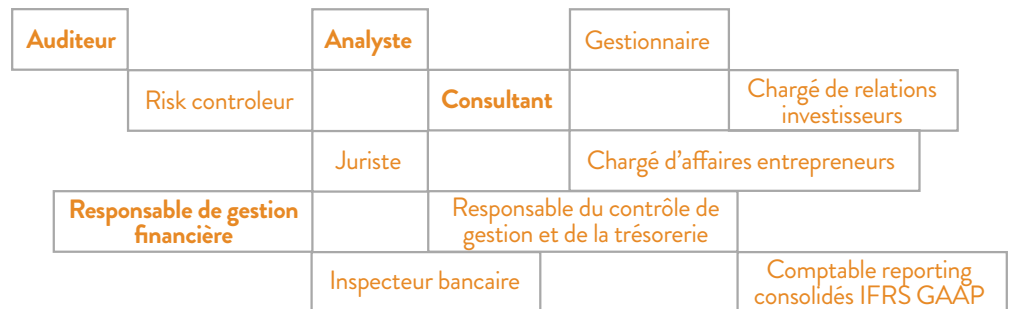 Auditeur
Analyste
Gestionnaire
Risk controleur
Consultant
Chargé de relations
investisseurs
Juriste
Chargé d'affaires entrepreneurs
Responsable de gestion
financière
Responsable du contrôle de
gestion et de la trésorerie
Inspecteur bancaire
Comptable reporting
consolidés IFRS GAAP